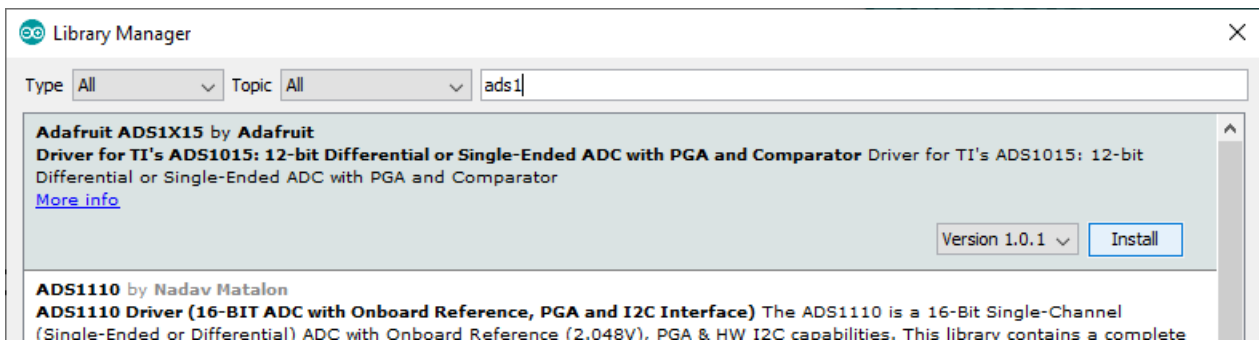 Library Manager
Type All Topic All ads1
Adafruit ADS1X15 by Adafruit
Driver for TI's ADS1015: 12-bit Differential or Single-Ended ADC with PGA and Comparator Driver for TI's ADS1015: 12-bit
Differential or Single-Ended ADC with PGA and Comparator
More info
Version 1.0.1 Install
ADS1110 by Nadav Matalon
ADS1110 Driver (16-BIT ADC with Onboard Reference, PGA and I2C Interface) The ADS1110 is a 16-Bit Single-Channel
(Single-Ended or Differential) ADC with Onboard Reference (2.048V), PGA & HW I2C capabilities. This library contains a complete